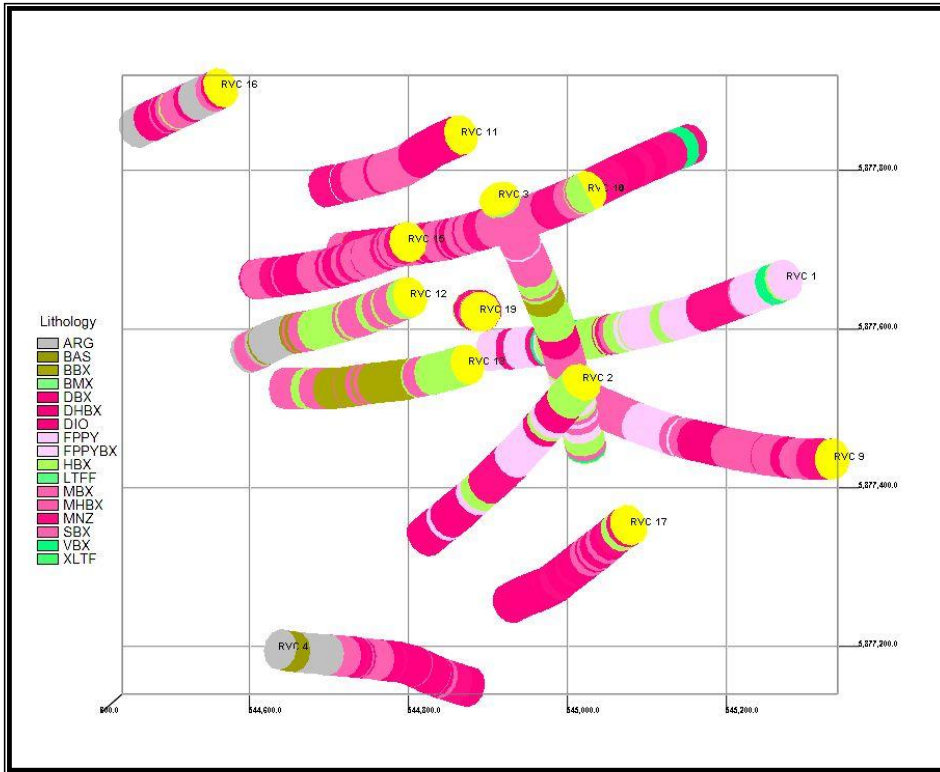 RVC 16
RVC 11
RVC 3
RVC 10
5,877,800.0
RVC 15
RVC 1
RVC 12
RVC 19
5,877,600.0
Lithology
ARG
BAS
BBX
BMX
DBX
DHBX
DIO
FPPY
FPPYBX
HBX
LTFF
MBX
MHBX
MNZ
SBX
VBX
XLTF
RVC 2
RVC 9
5,877,400.0
RVC 17
RVC 4
5,877,200.0
544,600.0
544,800.0
545,000.0
545,200.0